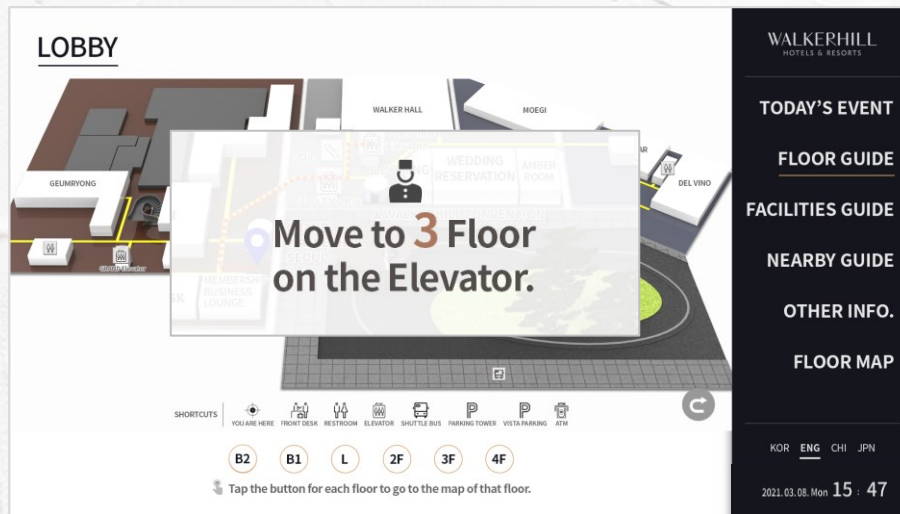 LOBBY
WALKER HALL
MOEGI
GEUMRYONG
DEL VINO
WEDDING
RESERVATION
AMBER
ROOM
MEMBERSHIP
BUSINESS
LOUNGE
Move to 3 Floor
on the Elevator.
SHORTCUTS
YOU ARE HERE
FRONT DESK
RESTROOM
ELEVATOR
SHUTTLE BUS
PARKING TOWER
VISTA PARKING
ATM
B2
B1
L
2F
3F
4F
Tap the button for each floor to go to the map of that floor.
WALKERHILL
HOTELS & RESORTS
TODAY'S EVENT
FLOOR GUIDE
FACILITIES GUIDE
NEARBY GUIDE
OTHER INFO.
FLOOR MAP
KOR ENG CHI JPN
2021. 03. 08. Mon 15 : 47